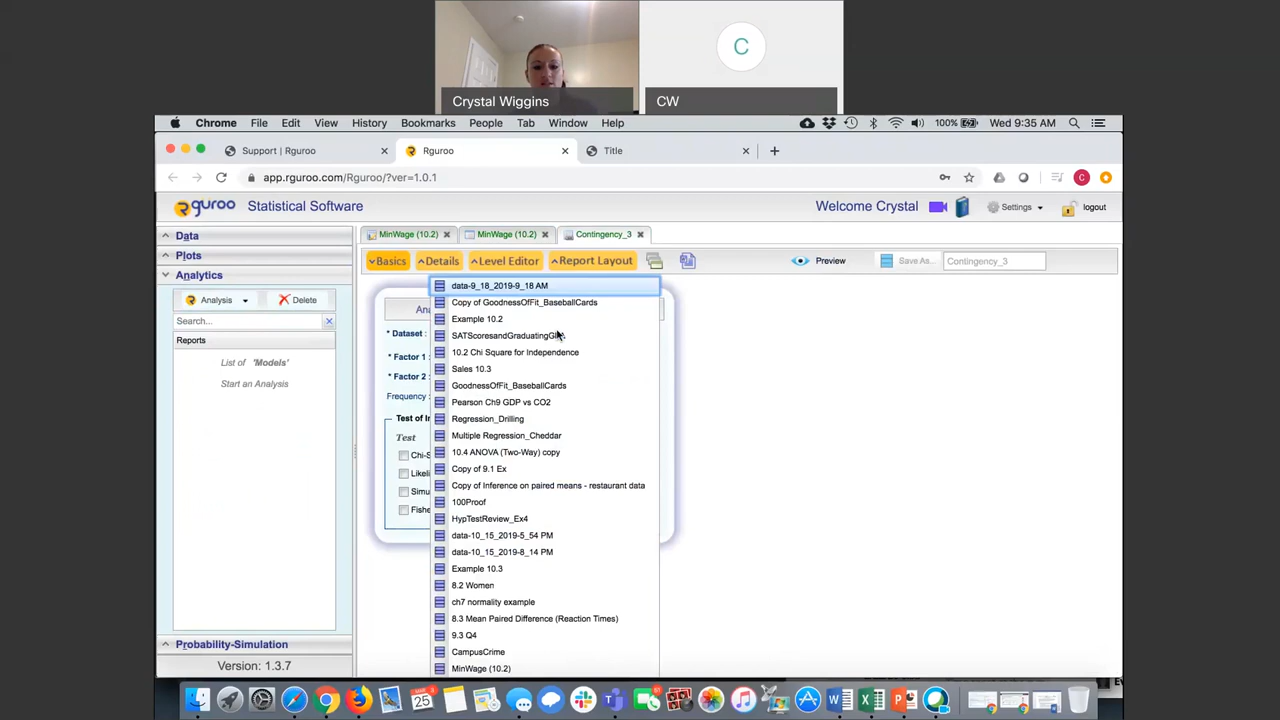 C
Crystal Wiggins
CW
Chrome File Edit View History Bookmarks People Tab Window Help 100% Wed 9:35 AM
Support | Rguroo
Rguroo
Title
app.rguroo.com/Rguroo/?ver=1.0.1
C
Rguroo Statistical Software
Welcome Crystal
Settings
logout
Data
Plots
Analytics
Analysis
Delete
Search...
Reports
List of 'Models'
Start an Analysis
Probability-Simulation
Version: 1.3.7
MinWage (10.2)
MinWage (10.2)
Contingency_3
Basics
Details
Level Editor
Report Layout
Preview
Save As...
Contingency_3
* Dataset :
* Factor 1 :
* Factor 2 :
Frequency :
Test of
Test
data-9_18_2019-9_18 AM
Copy of GoodnessOfFit_BaseballCards
Example 10.2
10.2 Chi Square for Independence
Sales 10.3
GoodnessOfFit_BaseballCards
Pearson Ch9 GDP vs CO2
Regression_Drilling
Multiple Regression_Cheddar
10.4 ANOVA (Two-Way) copy
Copy of 9.1 Ex
Copy of Inference on paired means - restaurant data
100Proof
HypTestReview_Ex4
data-10_15_2019-5_54 PM
data-10_15_2019-8_14 PM
Example 10.3
8.2 Women
ch7 normality example
8.3 Mean Paired Difference (Reaction Times)
9.3 Q4
CampusCrime
MinWage (10.2)